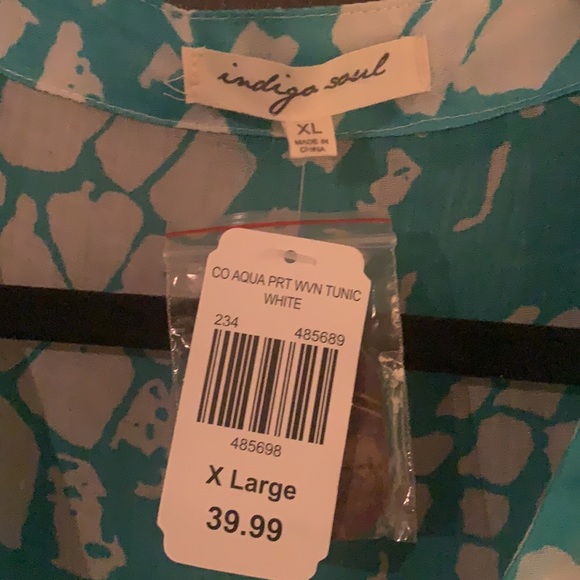 indigo soul
XL
MADE IN
CHINA
CO AQUA PRT WVN TUNIC
WHITE
234 485689
485698
X Large
39.99